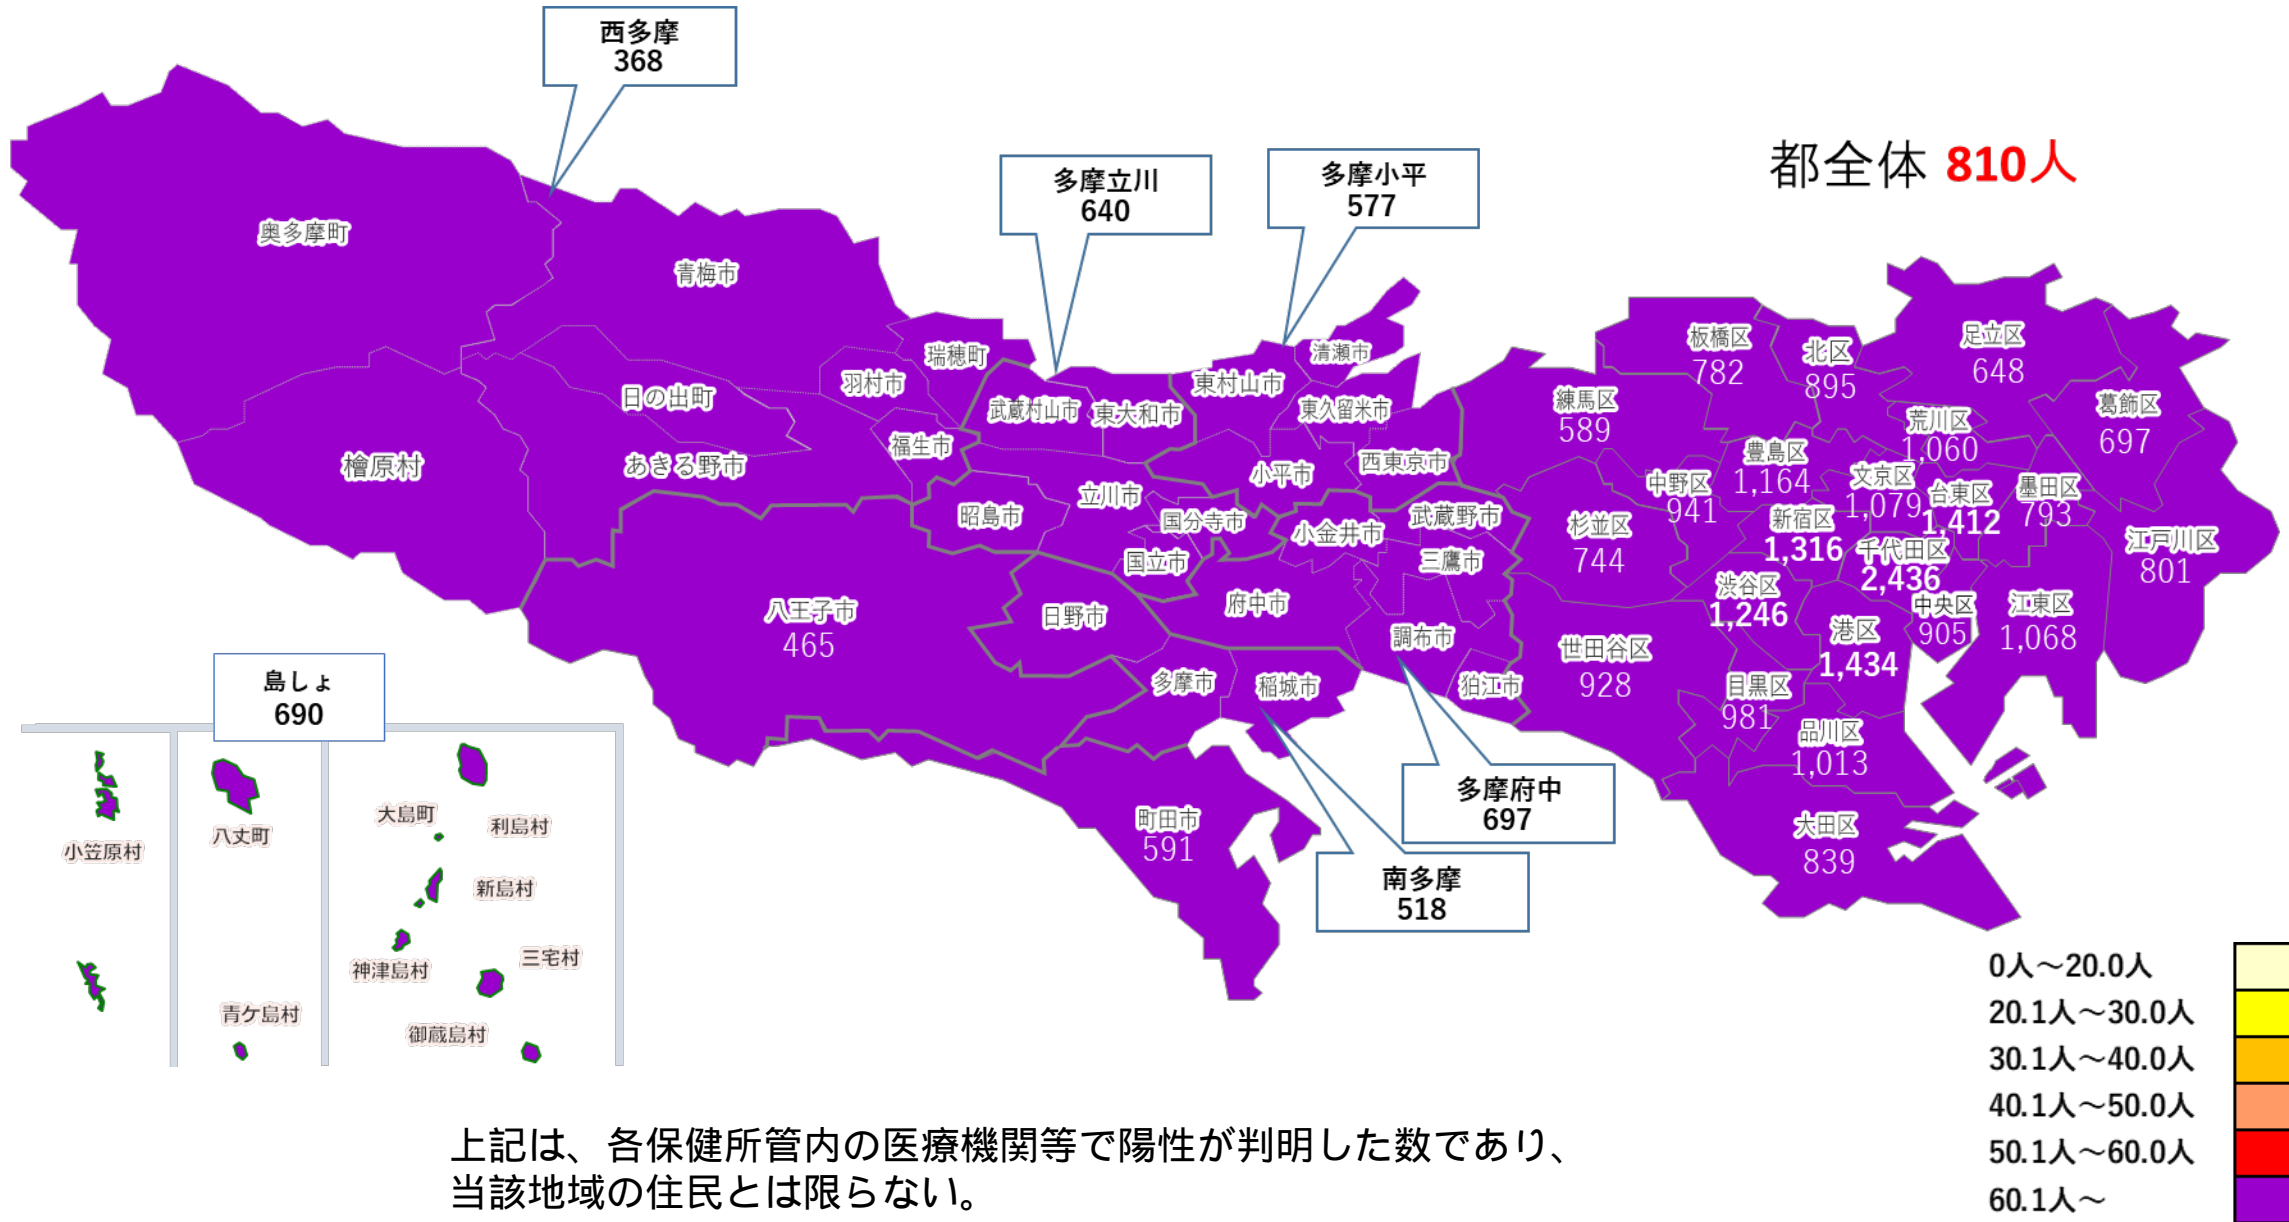 西多摩
368
多摩立川
640
多摩小平
577
都全体 810人
奥多摩町
青梅市
瑞穂町
羽村市
日の出町
福生市
あきる野市
檜原村
武蔵村山市
東大和市
東村山市
清瀬市
東久留米市
小平市
西東京市
立川市
昭島市
国分寺市
国立市
小金井市
武蔵野市
三鷹市
府中市
調布市
狛江市
八王子市
465
日野市
多摩市
稲城市
町田市
591
多摩府中
697
南多摩
518
板橋区
782
北区
895
足立区
648
葛飾区
697
練馬区
589
荒川区
1,060
豊島区
1,164
文京区
1,079
台東区
1,412
墨田区
793
中野区
941
新宿区
1,316
杉並区
744
千代田区
2,436
江戸川区
801
渋谷区
1,246
中央区
905
江東区
1,068
港区
1,434
世田谷区
928
目黒区
981
品川区
1,013
大田区
839
島しょ
690
小笠原村
八丈町
青ケ島村
大島町
利島村
新島村
神津島村
三宅村
御蔵島村
0人～20.0人
20.1人～30.0人
30.1人～40.0人
40.1人～50.0人
50.1人～60.0人
60.1人～
上記は、各保健所管内の医療機関等で陽性が判明した数であり、
当該地域の住民とは限らない。